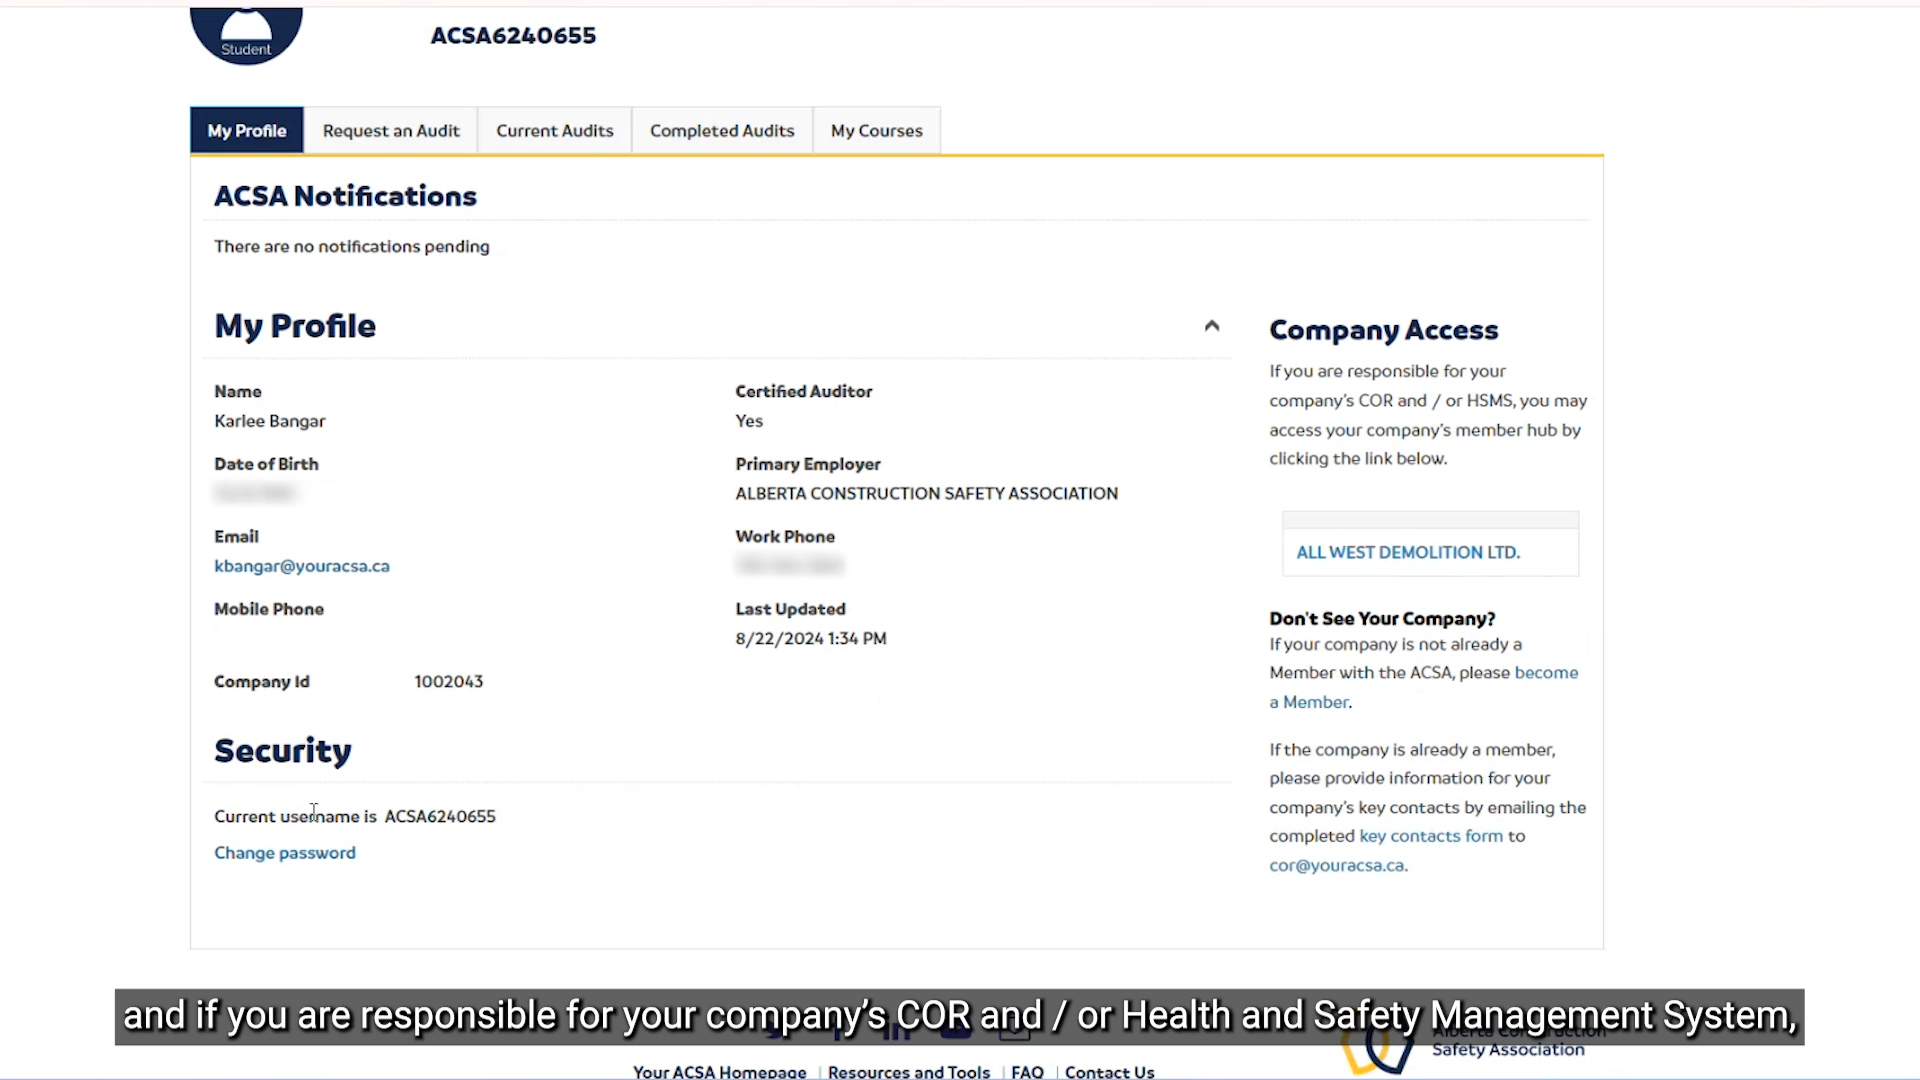 Student
ACSA6240655
My Profile
Request an Audit
Current Audits
Completed Audits
My Courses
ACSA Notifications
There are no notifications pending
My Profile
Name
Karlee Bangar
Date of Birth
Email
kbangar@youracsa.ca
Mobile Phone
Company Id 1002043
Certified Auditor
Yes
Primary Employer
ALBERTA CONSTRUCTION SAFETY ASSOCIATION
Work Phone
Last Updated
8/22/2024 1:34 PM
Security
Current username is ACSA6240655
Change password
Company Access
If you are responsible for your
company's COR and / or HSMS, you may
access your company's member hub by
clicking the link below.
ALL WEST DEMOLITION LTD.
Don't See Your Company?
If your company is not already a
Member with the ACSA, please become
a Member.
If the company is already a member,
please provide information for your
company's key contacts by emailing the
completed key contacts form to
cor@youracsa.ca.
and if you are responsible for your company's COR and / or Health and Safety Management System,
Alberta Construction
Safety Association
Your ACSA Homepage | Resources and Tools | FAQ | Contact Us